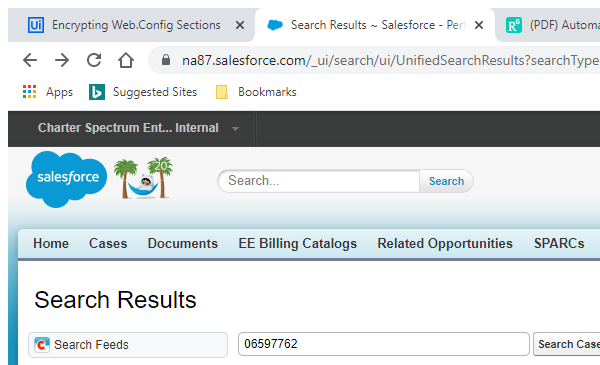 Ui Encrypting Web.Config Sections
Search Results ~ Salesforce - Per
RG (PDF) Automa
na87.salesforce.com/_ui/search/ui/UnifiedSearchResults?searchType
Apps Suggested Sites Bookmarks
Charter Spectrum Ent... Internal
salesforce
20
Search... Search
Home Cases Documents EE Billing Catalogs Related Opportunities SPARCs
Search Results
Search Feeds 06597762 Search Case